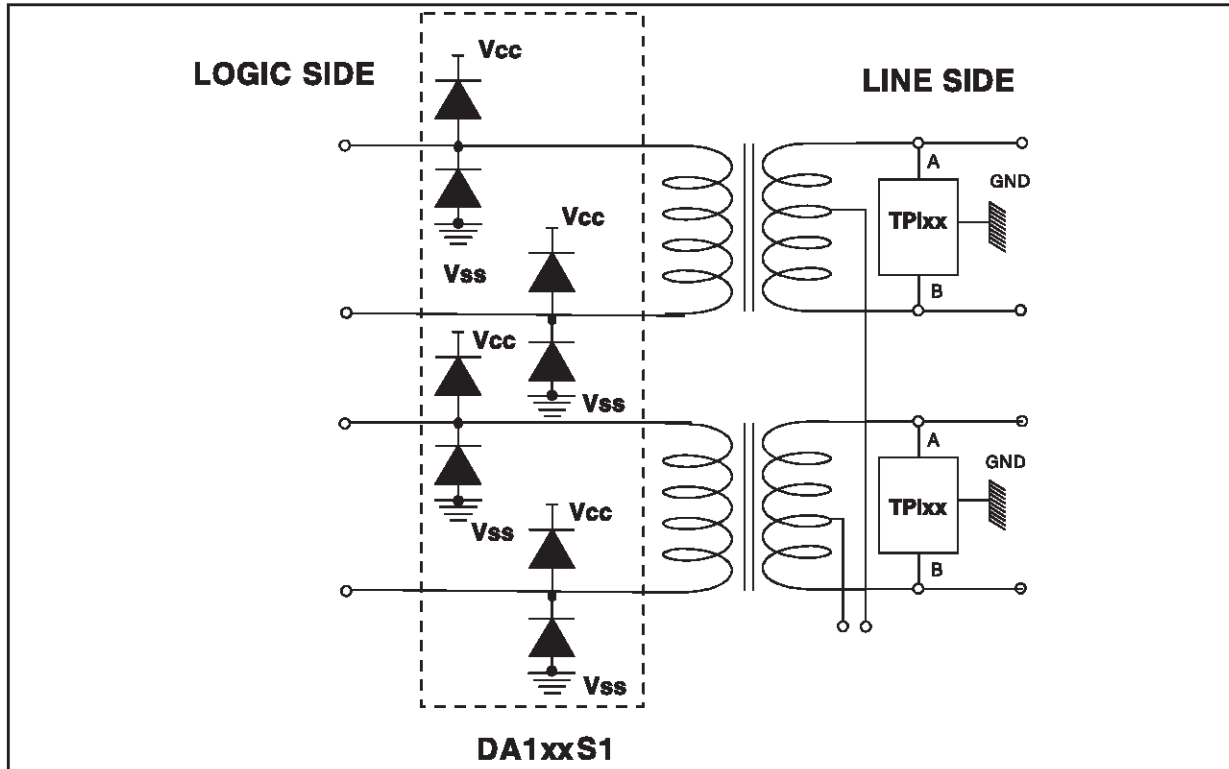 Vcc
LOGIC SIDE
LINE SIDE
A
GND
Vcc
TPIxx
Vss
B
Vcc
Vss
A
GND
Vcc
TPIxx
Vss
B
Vss
DA1xxS1